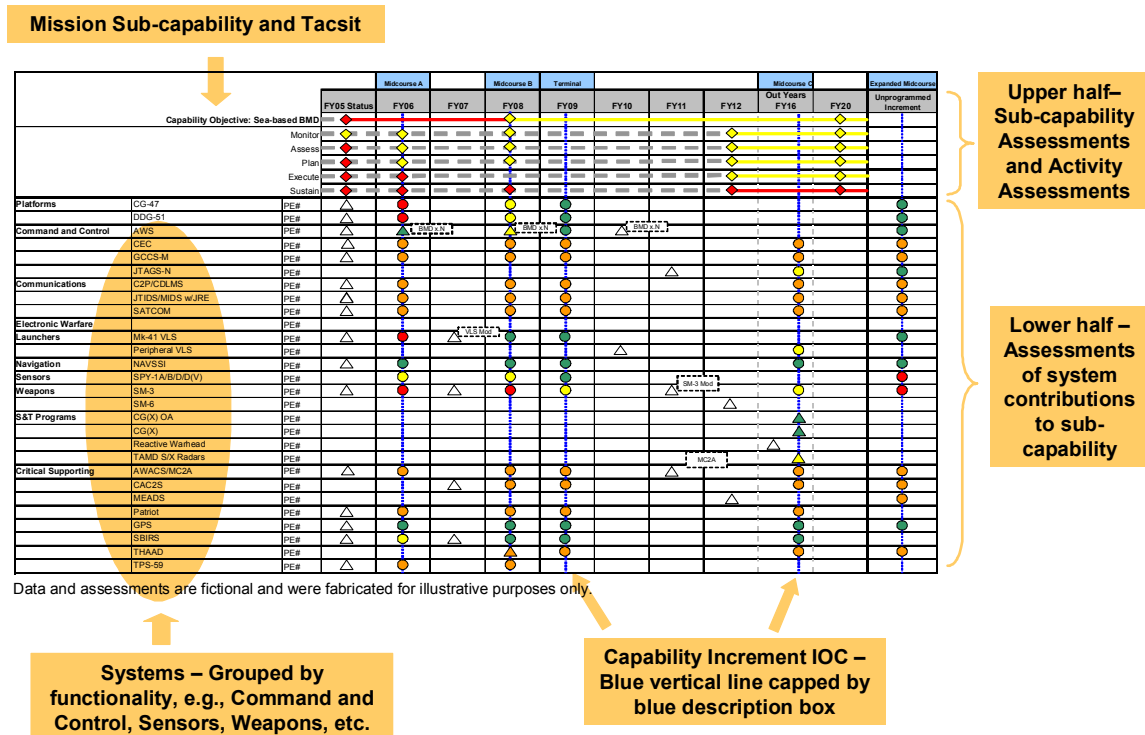 Mission Sub-capability and Tacsit
Midcourse A Midcourse B Terminal Midcourse C Expanded Midcourse
FY05 Status FY06 FY07 FY08 FY09 FY10 FY11 FY12 Out Years FY16 FY20 Unprogrammed Increment
Capability Objective: Sea-based BMD
Monitor
Assess
Plan
Execute
Sustain
Platforms CG-47 PE#
DDG-51 PE#
Command and Control AWS PE# BMD x.N BMD x.N BMD x.N
CEC PE#
GCCS-M PE#
JTAGS-N PE#
Communications C2P/CDLMS PE#
JTIDS/MIDS w/JRE PE#
SATCOM PE#
Electronic Warfare PE#
Launchers Mk-41 VLS PE# VLS Mod
Peripheral VLS PE#
Navigation NAVSSI PE#
Sensors SPY-1A/B/D/D(V) PE#
Weapons SM-3 PE# SM-3 Mod
SM-6 PE#
S&T Programs CG(X) OA PE#
CG(X) PE#
Reactive Warhead PE#
TAMD S/X Radars PE# MC2A
Critical Supporting AWACS/MC2A PE#
CAC2S PE#
MEADS PE#
Patriot PE#
GPS PE#
SBIRS PE#
THAAD PE#
TPS-59 PE#
Data and assessments are fictional and were fabricated for illustrative purposes only.
Upper half–
Sub-capability
Assessments
and Activity
Assessments
Lower half –
Assessments
of system
contributions
to sub-
capability
Systems – Grouped by
functionality, e.g., Command and
Control, Sensors, Weapons, etc.
Capability Increment IOC –
Blue vertical line capped by
blue description box